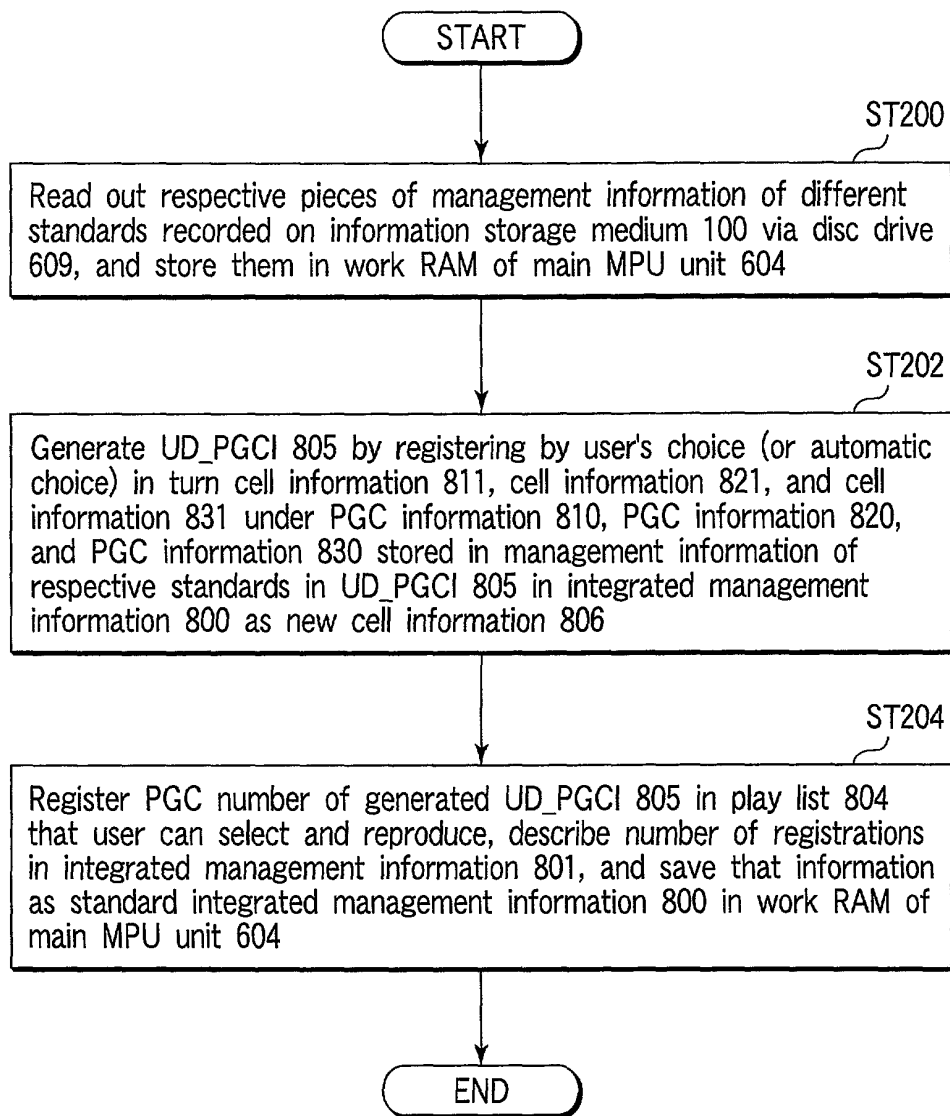 START
ST200
Read out respective pieces of management information of different
standards recorded on information storage medium 100 via disc drive
609, and store them in work RAM of main MPU unit 604
ST202
Generate UD_PGCI 805 by registering by user's choice (or automatic
choice) in turn cell information 811, cell information 821, and cell
information 831 under PGC information 810, PGC information 820,
and PGC information 830 stored in management information of
respective standards in UD_PGCI 805 in integrated management
information 800 as new cell information 806
ST204
Register PGC number of generated UD_PGCI 805 in play list 804
that user can select and reproduce, describe number of registrations
in integrated management information 801, and save that information
as standard integrated management information 800 in work RAM of
main MPU unit 604
END